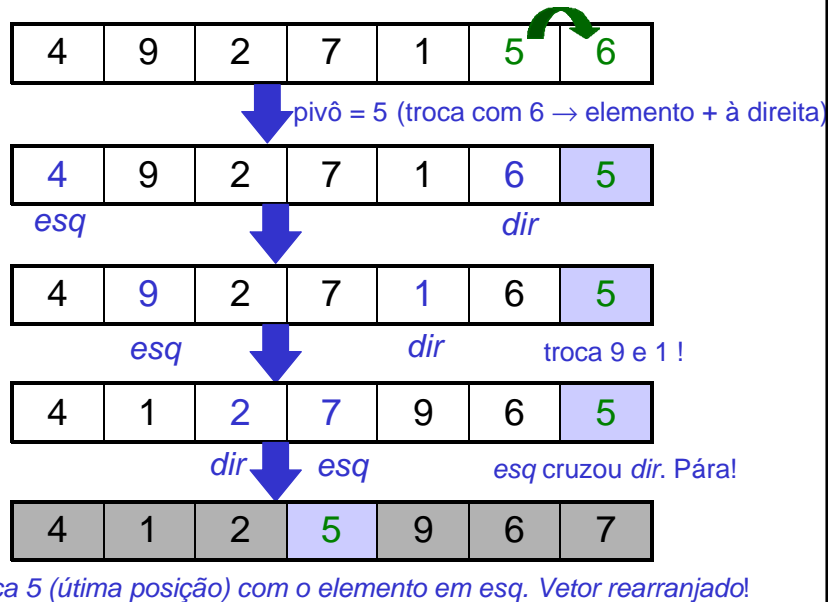 4 9 2 7 1 5 6
pivô = 5 (troca com 6 → elemento + à direita)
4 9 2 7 1 6 5
esq dir
4 9 2 7 1 6 5
esq dir troca 9 e 1 !
4 1 2 7 9 6 5
dir esq esq cruzou dir. Pára!
4 1 2 5 9 6 7
5 (útima posição) com o elemento em esq. Vetor rearranjado!